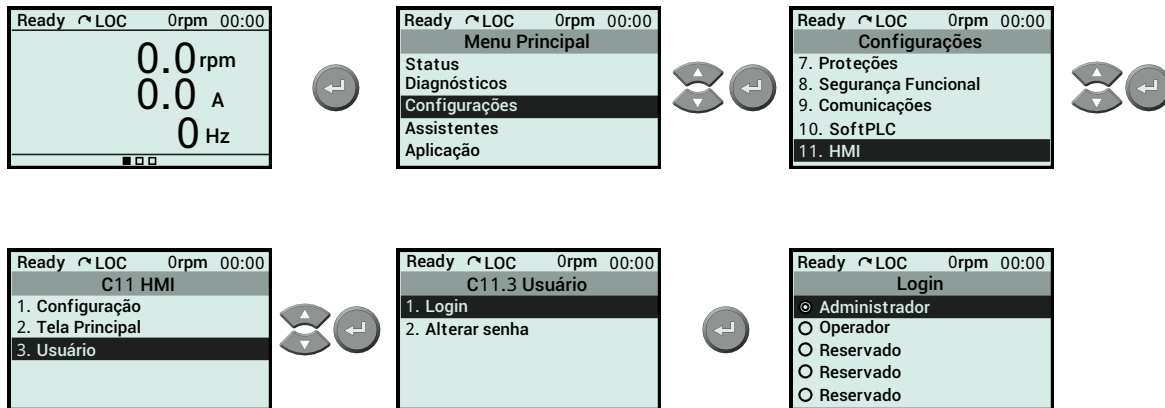 Ready LOC 0rpm 00:00
0.0 rpm
0.0 A
0 Hz
Ready LOC 0rpm 00:00
Menu Principal
Status
Diagnósticos
Configurações
Assistentes
Aplicação
Ready LOC 0rpm 00:00
Configurações
7. Proteções
8. Segurança Funcional
9. Comunicações
10. SoftPLC
11. HMI
Ready LOC 0rpm 00:00
C11 HMI
1. Configuração
2. Tela Principal
3. Usuário
Ready LOC 0rpm 00:00
C11.3 Usuário
1. Login
2. Alterar senha
Ready LOC 0rpm 00:00
Login
Administrador
Operador
Reservado
Reservado
Reservado